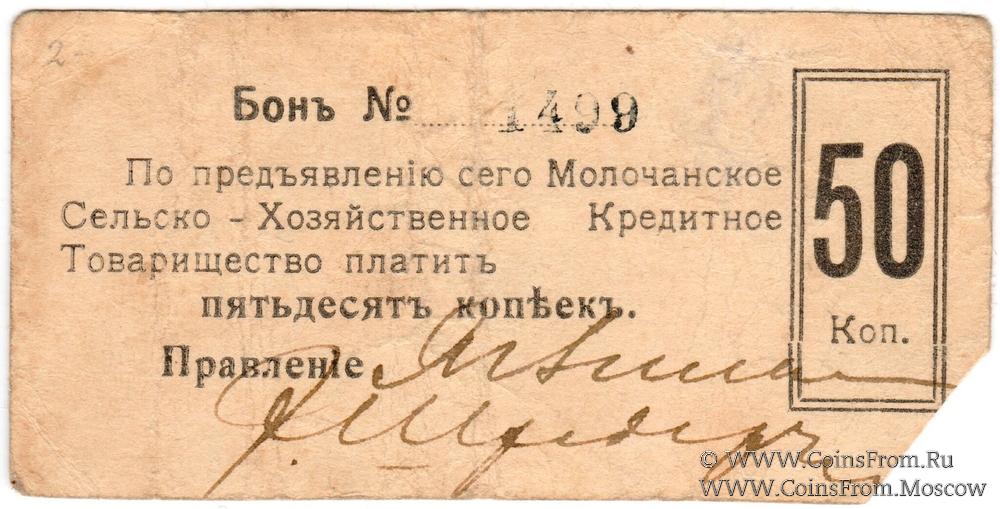 2-
Бонъ № 1499
По предъявленію сего Молочанское
Сельско - Хозяйственное Кредитное
Товарищество платитъ
пятьдесятъ копѣекъ.
Правленіе
50
Коп.
© WWW.CoinsFrom.Ru
WWW.CoinsFrom.Moscow